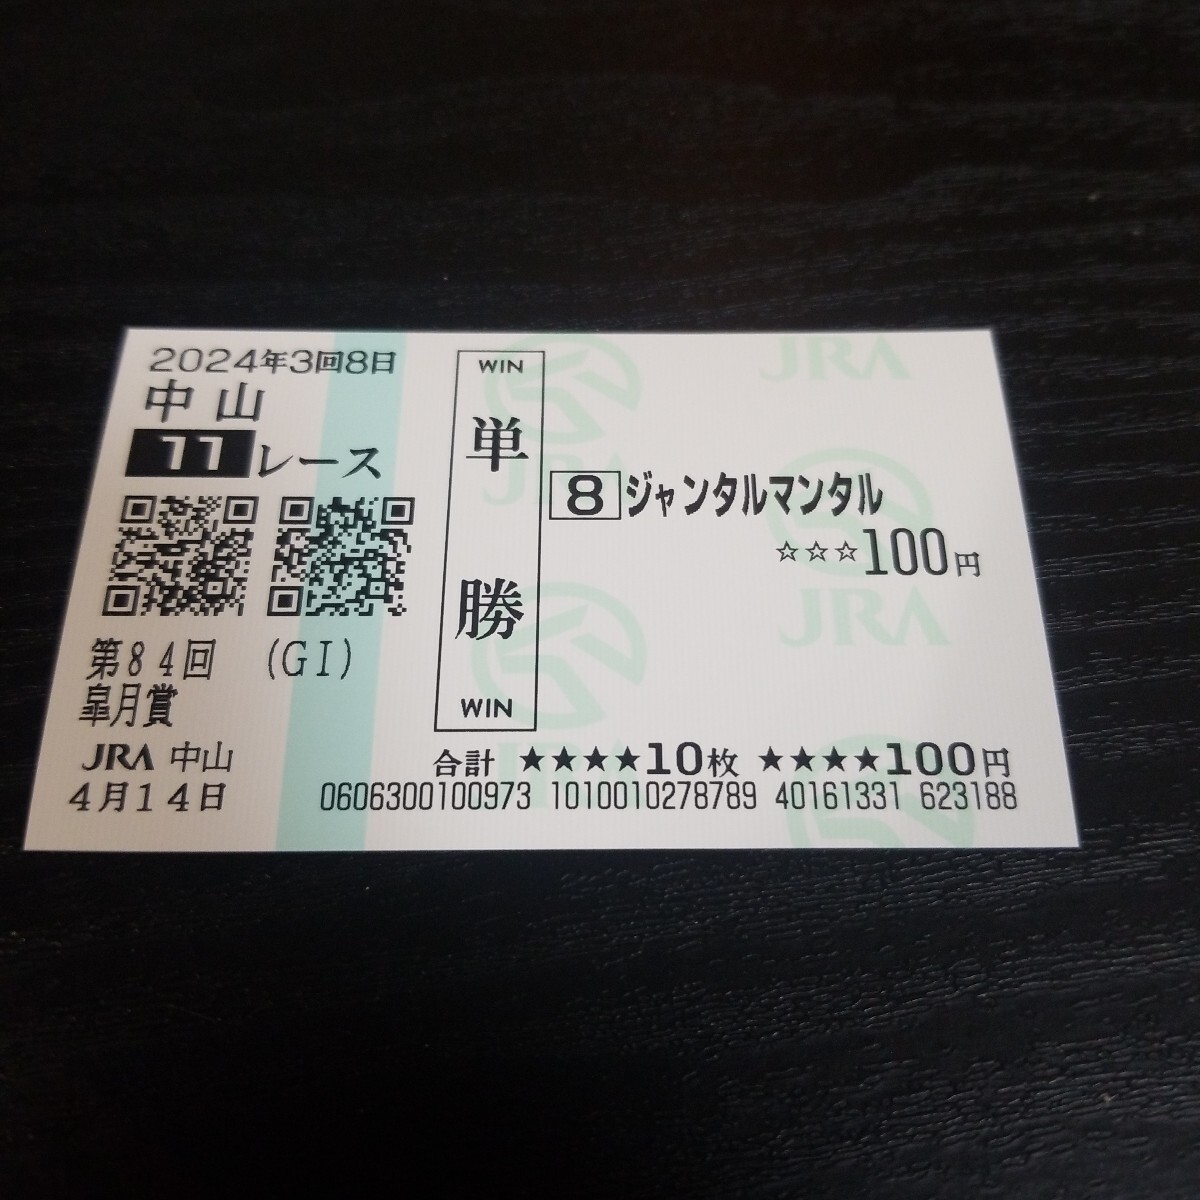 2024年3回8日
中山
11レース
第84回 (GI)
皐月賞
JRA 中山
4月14日
WIN
単勝
WIN
8 ジャンタルマンタル
☆☆☆100円
合計 ★★★★10枚 ★★★★100円
0606300100973 1010010278789 40161331 623188
JRA
JRA
JRA